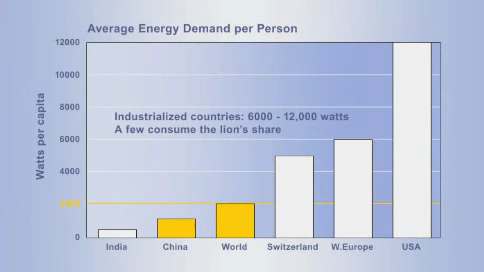 Average Energy Demand per Person
12000
10000
8000
6000
4000
2000
0
Watts per capita
Industrialized countries: 6000 - 12,000 watts
A few consume the lion's share
India China World Switzerland W.Europe USA